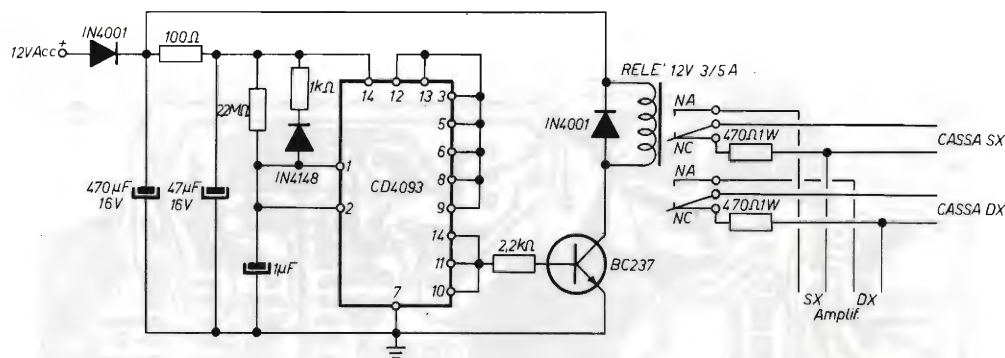 12VAcc +
IN4001
100Ω
22MΩ
1kΩ
IN4148
470µF
16V
47µF
16V
1µF
14
12
13
3
5
6
8
9
14
11
10
1
2
7
CD4093
2,2kΩ
BC237
IN4001
RELE' 12V 3/5A
NA
NC
470Ω1W
CASSA SX
NA
NC
470Ω1W
CASSA DX
SX
DX
Amplif.